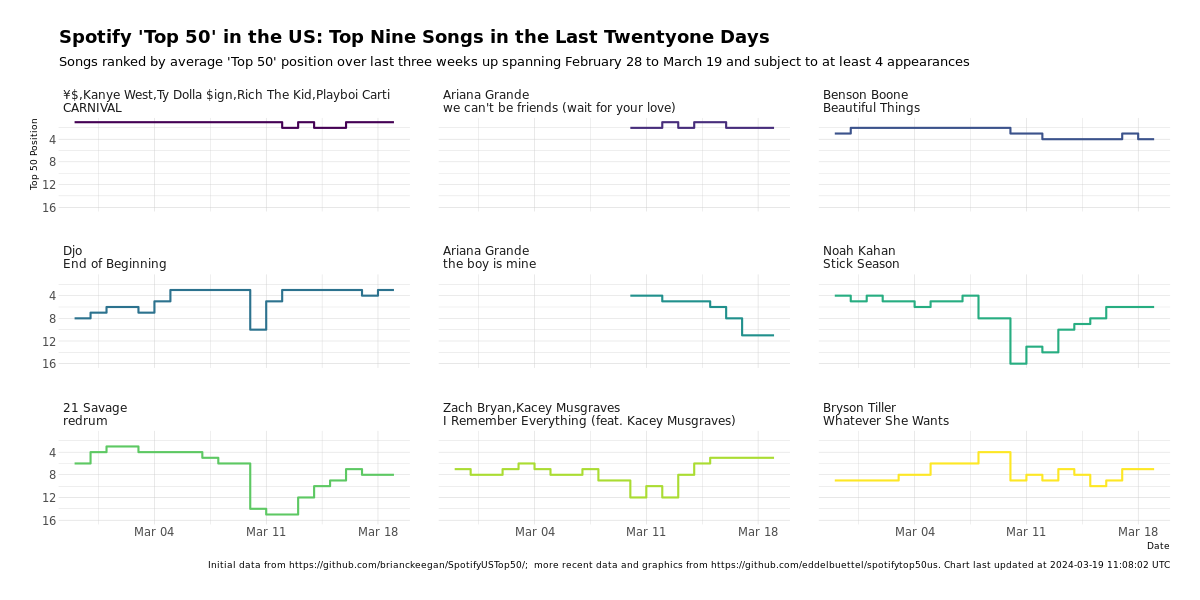 Spotify 'Top 50' in the US: Top Nine Songs in the Last Twentyone Days
Songs ranked by average 'Top 50' position over last three weeks up spanning February 28 to March 19 and subject to at least 4 appearances
¥$,Kanye West,Ty Dolla $ign,Rich The Kid,Playboi Carti
CARNIVAL
Ariana Grande
we can't be friends (wait for your love)
Benson Boone
Beautiful Things
Top 50 Position
4
8
12
16
Djo
End of Beginning
Ariana Grande
the boy is mine
Noah Kahan
Stick Season
4
8
12
16
21 Savage
redrum
Zach Bryan,Kacey Musgraves
I Remember Everything (feat. Kacey Musgraves)
Bryson Tiller
Whatever She Wants
4
8
12
16
Mar 04 Mar 11 Mar 18
Mar 04 Mar 11 Mar 18
Mar 04 Mar 11 Mar 18
Date
Initial data from https://github.com/brianckeegan/SpotifyUSTop50/; more recent data and graphics from https://github.com/eddelbuettel/spotifytop50us. Chart last updated at 2024-03-19 11:08:02 UTC